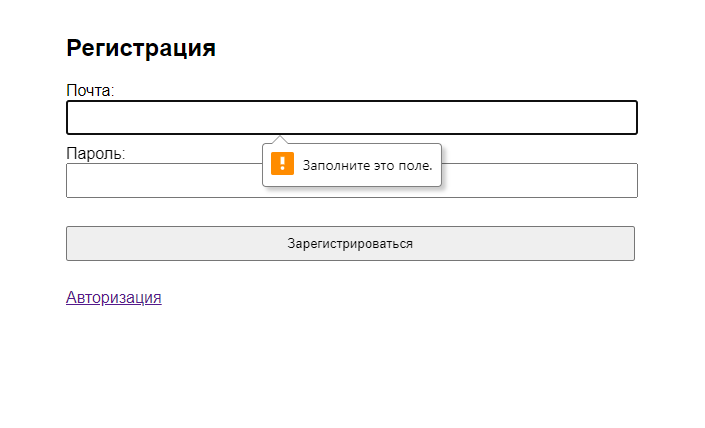 Регистрация
Почта:
Заполните это поле.
Пароль:
Зарегистрироваться
Авторизация